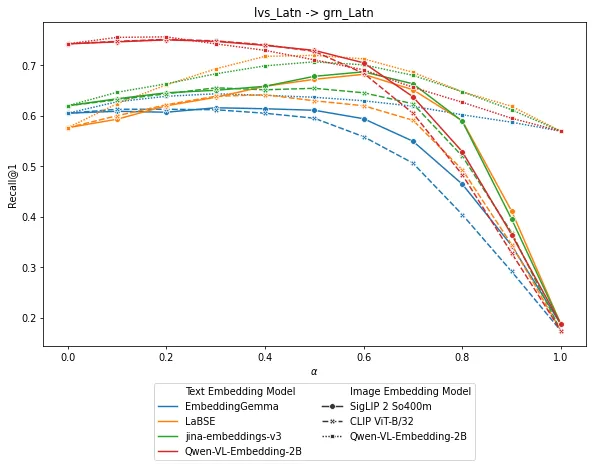 lvs_Latn -> grn_Latn
Recall@1
0.7
0.6
0.5
0.4
0.3
0.2
0.0 0.2 0.4 0.6 0.8 1.0
α
Text Embedding Model
EmbeddingGemma
LaBSE
jina-embeddings-v3
Qwen-VL-Embedding-2B
Image Embedding Model
SigLIP 2 So400m
CLIP ViT-B/32
Qwen-VL-Embedding-2B